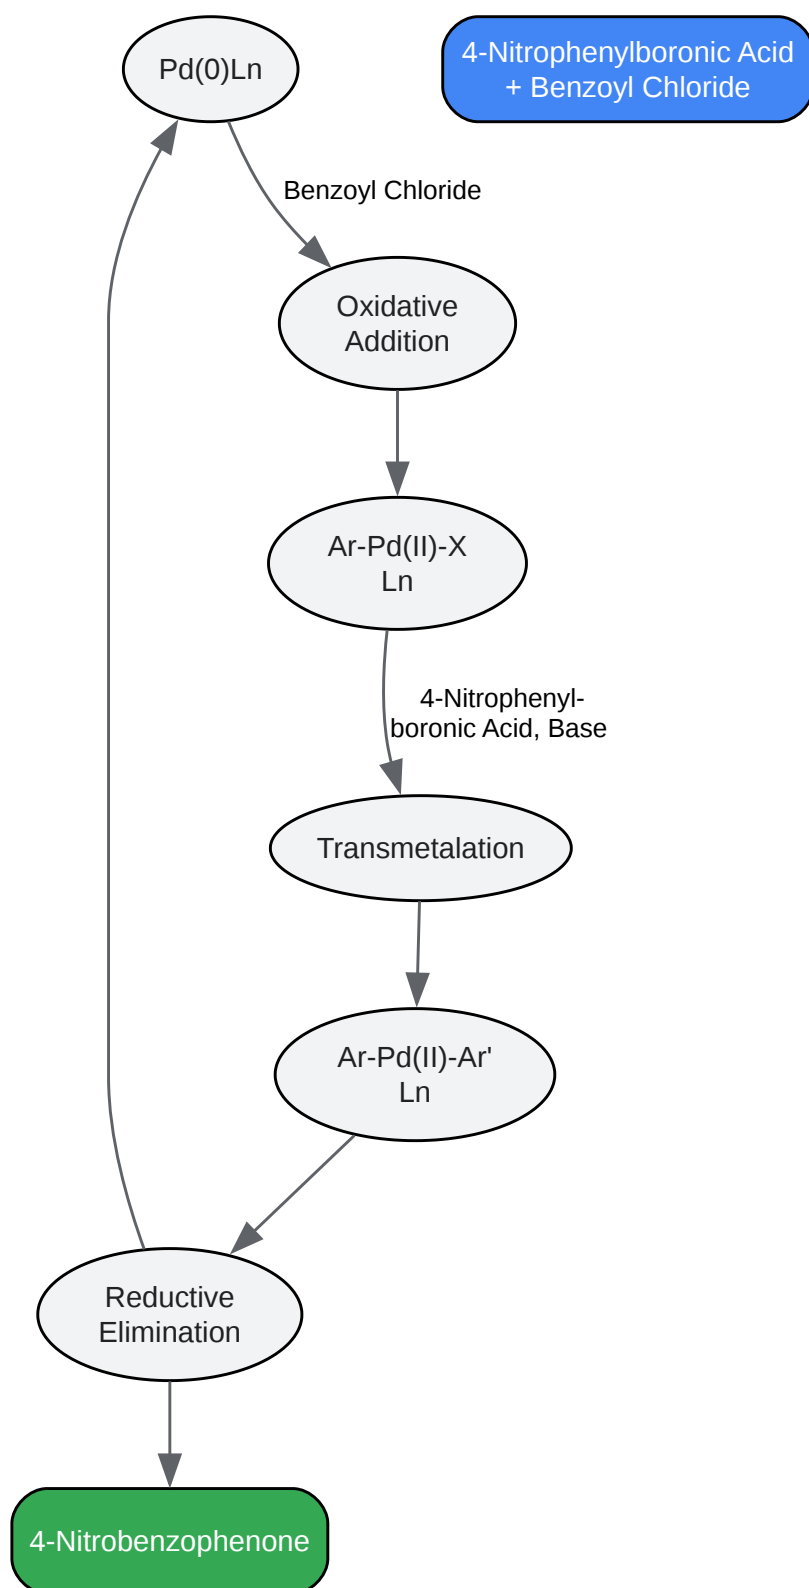 Pd(0)Ln
4-Nitrophenylboronic Acid
+ Benzoyl Chloride
Benzoyl Chloride
Oxidative
Addition
Ar-Pd(II)-X
Ln
4-Nitrophenyl-
boronic Acid, Base
Transmetalation
Ar-Pd(II)-Ar'
Ln
Reductive
Elimination
4-Nitrobenzophenone